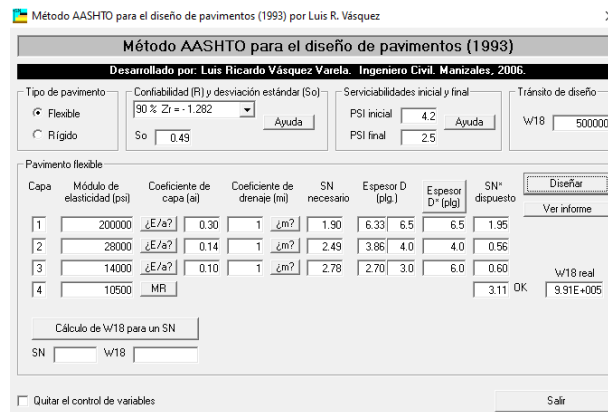 Método AASHTO para el diseño de pavimentos (1993) por Luis R. Vásquez
Método AASHTO para el diseño de pavimentos (1993)
Desarrollado por: Luis Ricardo Vásquez Varela. Ingeniero Civil. Manizales, 2006.
Tipo de pavimento
Flexible
Rígido
Confiabilidad (R) y desviación estándar (So)
90 % Zr = - 1.282
Ayuda
So 0.49
Serviciabilidades inicial y final
PSI inicial 4.2
Ayuda
PSI final 2.5
Tránsito de diseño
W18 500000
Pavimento flexible
Capa Módulo de elasticidad (psi) Coeficiente de capa (ai) Coeficiente de drenaje (mi) SN necesario Espesor D (plg.) Espesor D* (plg) SN* dispuesto
Diseñar
Ver informe
1 200000 ¿E/a? 0.30 1 ¿m? 1.90 6.33 6.5 6.5 1.95
2 28000 ¿E/a? 0.14 1 ¿m? 2.49 3.86 4.0 4.0 0.56
3 14000 ¿E/a? 0.10 1 ¿m? 2.78 2.70 3.0 6.0 0.60
W18 real
4 10500 MR 3.11 OK 9.91E+005
Cálculo de W18 para un SN
SN W18
Quitar el control de variables
Salir